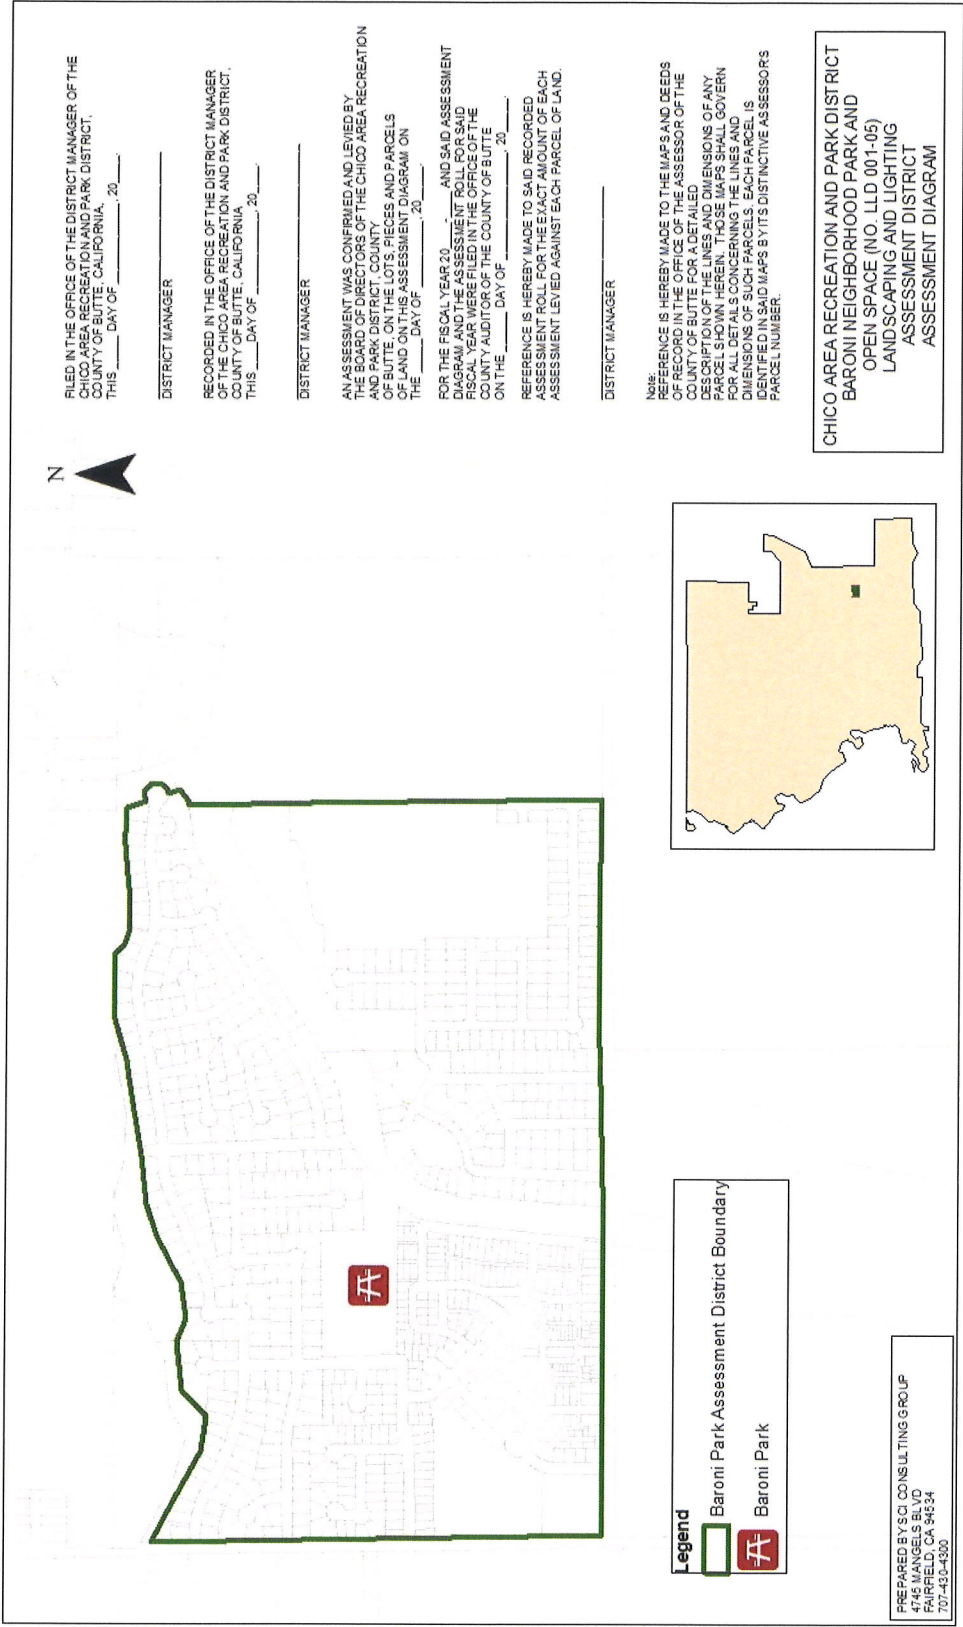 FILED IN THE OFFICE OF THE DISTRICT MANAGER OF THE
CHICO AREA RECREATION AND PARK DISTRICT,
COUNTY OF BUTTE, CALIFORNIA,
THIS ____ DAY OF ________, 20___.
DISTRICT MANAGER
RECORDED IN THE OFFICE OF THE DISTRICT MANAGER
OF THE CHICO AREA RECREATION AND PARK DISTRICT,
COUNTY OF BUTTE, CALIFORNIA
THIS ___ DAY OF ________, 20___.
DISTRICT MANAGER
AN ASSESSMENT WAS CONFIRMED AND LEVIED BY
THE BOARD OF DIRECTORS OF THE CHICO AREA RECREATION
AND PARK DISTRICT, COUNTY
OF BUTTE, ON THE LOTS, PIECES AND PARCELS
OF LAND ON THIS ASSESSMENT DIAGRAM ON
THE ____ DAY OF ________, 20___.
FOR THE FISCAL YEAR 20____-____ AND SAID ASSESSMENT
DIAGRAM AND THE ASSESSMENT ROLL FOR SAID
FISCAL YEAR WERE FILED IN THE OFFICE OF THE
COUNTY AUDITOR OF THE COUNTY OF BUTTE
ON THE ____ DAY OF ________, 20___.
REFERENCE IS HEREBY MADE TO SAID RECORDED
ASSESSMENT ROLL FOR THE EXACT AMOUNT OF EACH
ASSESSMENT LEVIED AGAINST EACH PARCEL OF LAND.
DISTRICT MANAGER
Note:
REFERENCE IS HEREBY MADE TO THE MAPS AND DEEDS
OF RECORD IN THE OFFICE OF THE ASSESSOR OF THE
COUNTY OF BUTTE FOR A DETAILED
DESCRIPTION OF THE LINES AND DIMENSIONS OF ANY
PARCEL SHOWN HEREIN. THOSE MAPS SHALL GOVERN
FOR ALL DETAILS CONCERNING THE LINES AND
DIMENSIONS OF SUCH PARCELS. EACH PARCEL IS
IDENTIFIED IN SAID MAPS BY ITS DISTINCTIVE ASSESSOR'S
PARCEL NUMBER.
CHICO AREA RECREATION AND PARK DISTRICT
BARONI NEIGHBORHOOD PARK AND
OPEN SPACE (NO. LLD 001-05)
LANDSCAPING AND LIGHTING
ASSESSMENT DISTRICT
ASSESSMENT DIAGRAM
N
Legend
Baroni Park Assessment District Boundary
Baroni Park
PREPARED BY SCI CONSULTING GROUP
4745 MANGELS BLVD
FAIRFIELD, CA 94534
707-430-4300